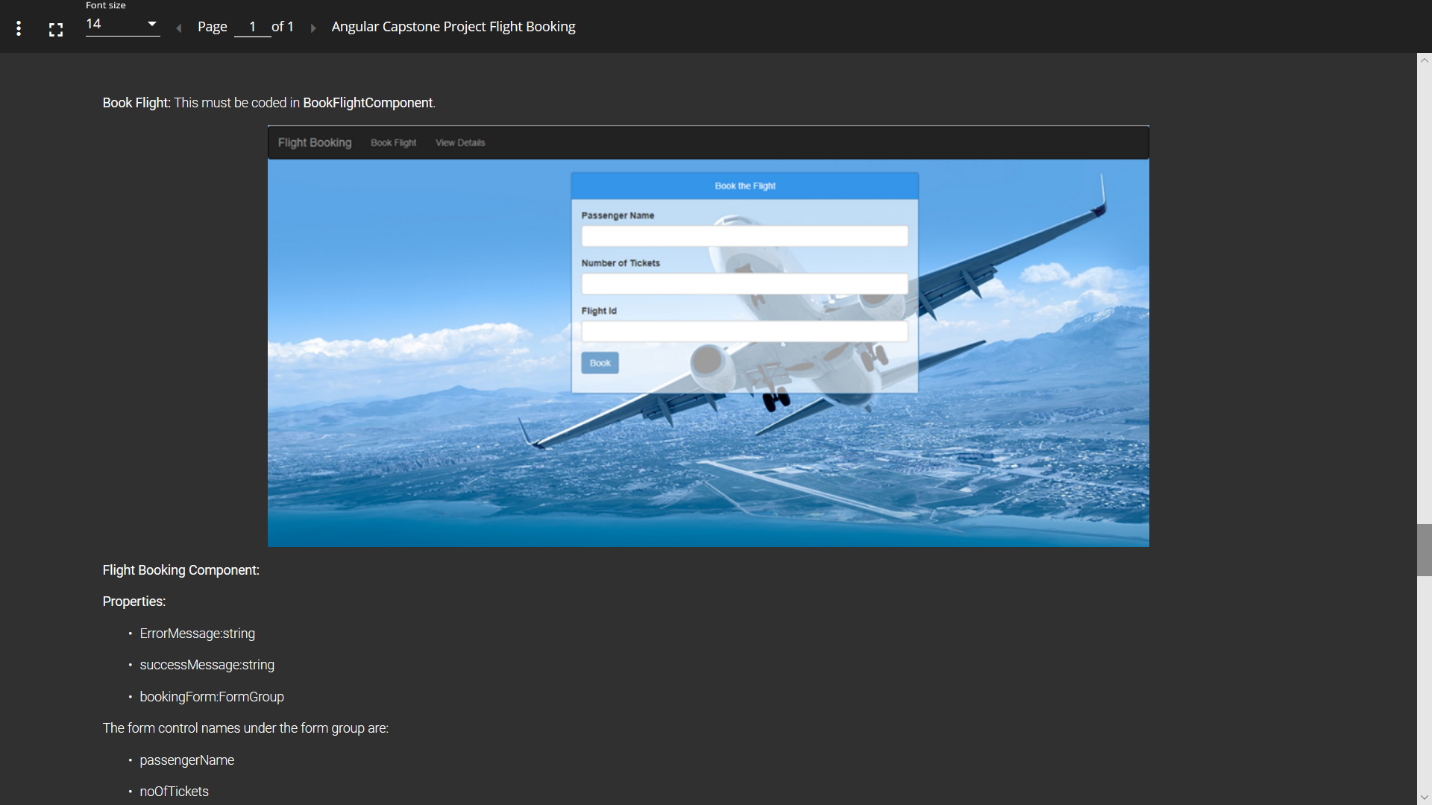 Font size
14
Page 1 of 1
Angular Capstone Project Flight Booking
Book Flight: This must be coded in BookFlightComponent.
Flight Booking Book Flight View Details
Book the Flight
Passenger Name
Number of Tickets
Flight Id
Book
Flight Booking Component:
Properties:
• ErrorMessage:string
• successMessage:string
• bookingForm:FormGroup
The form control names under the form group are:
• passengerName
• noOfTickets